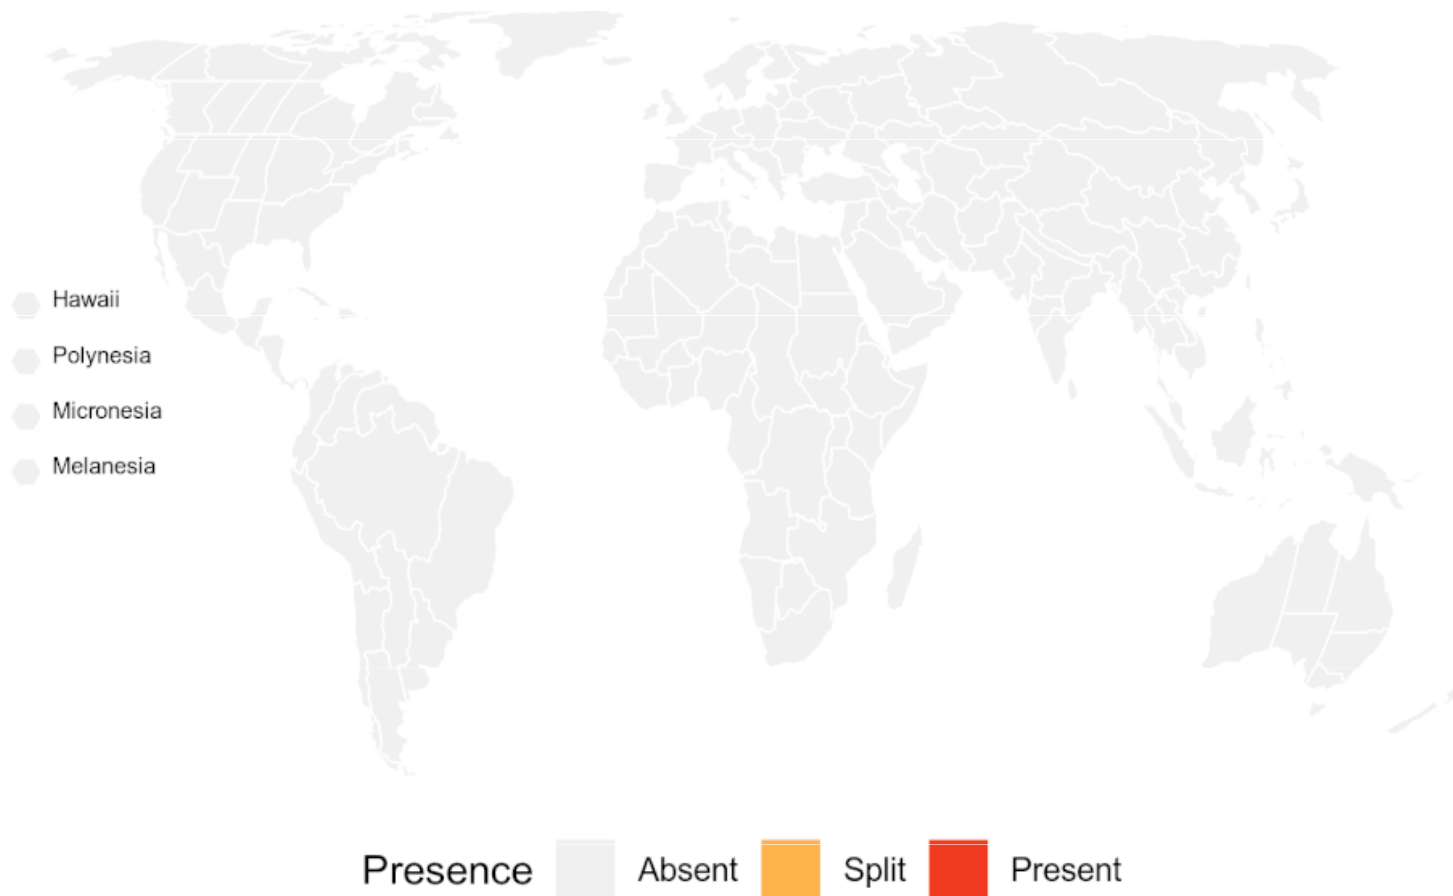 Hawaii
Polynesia
Micronesia
Melanesia
Presence Absent Split Present